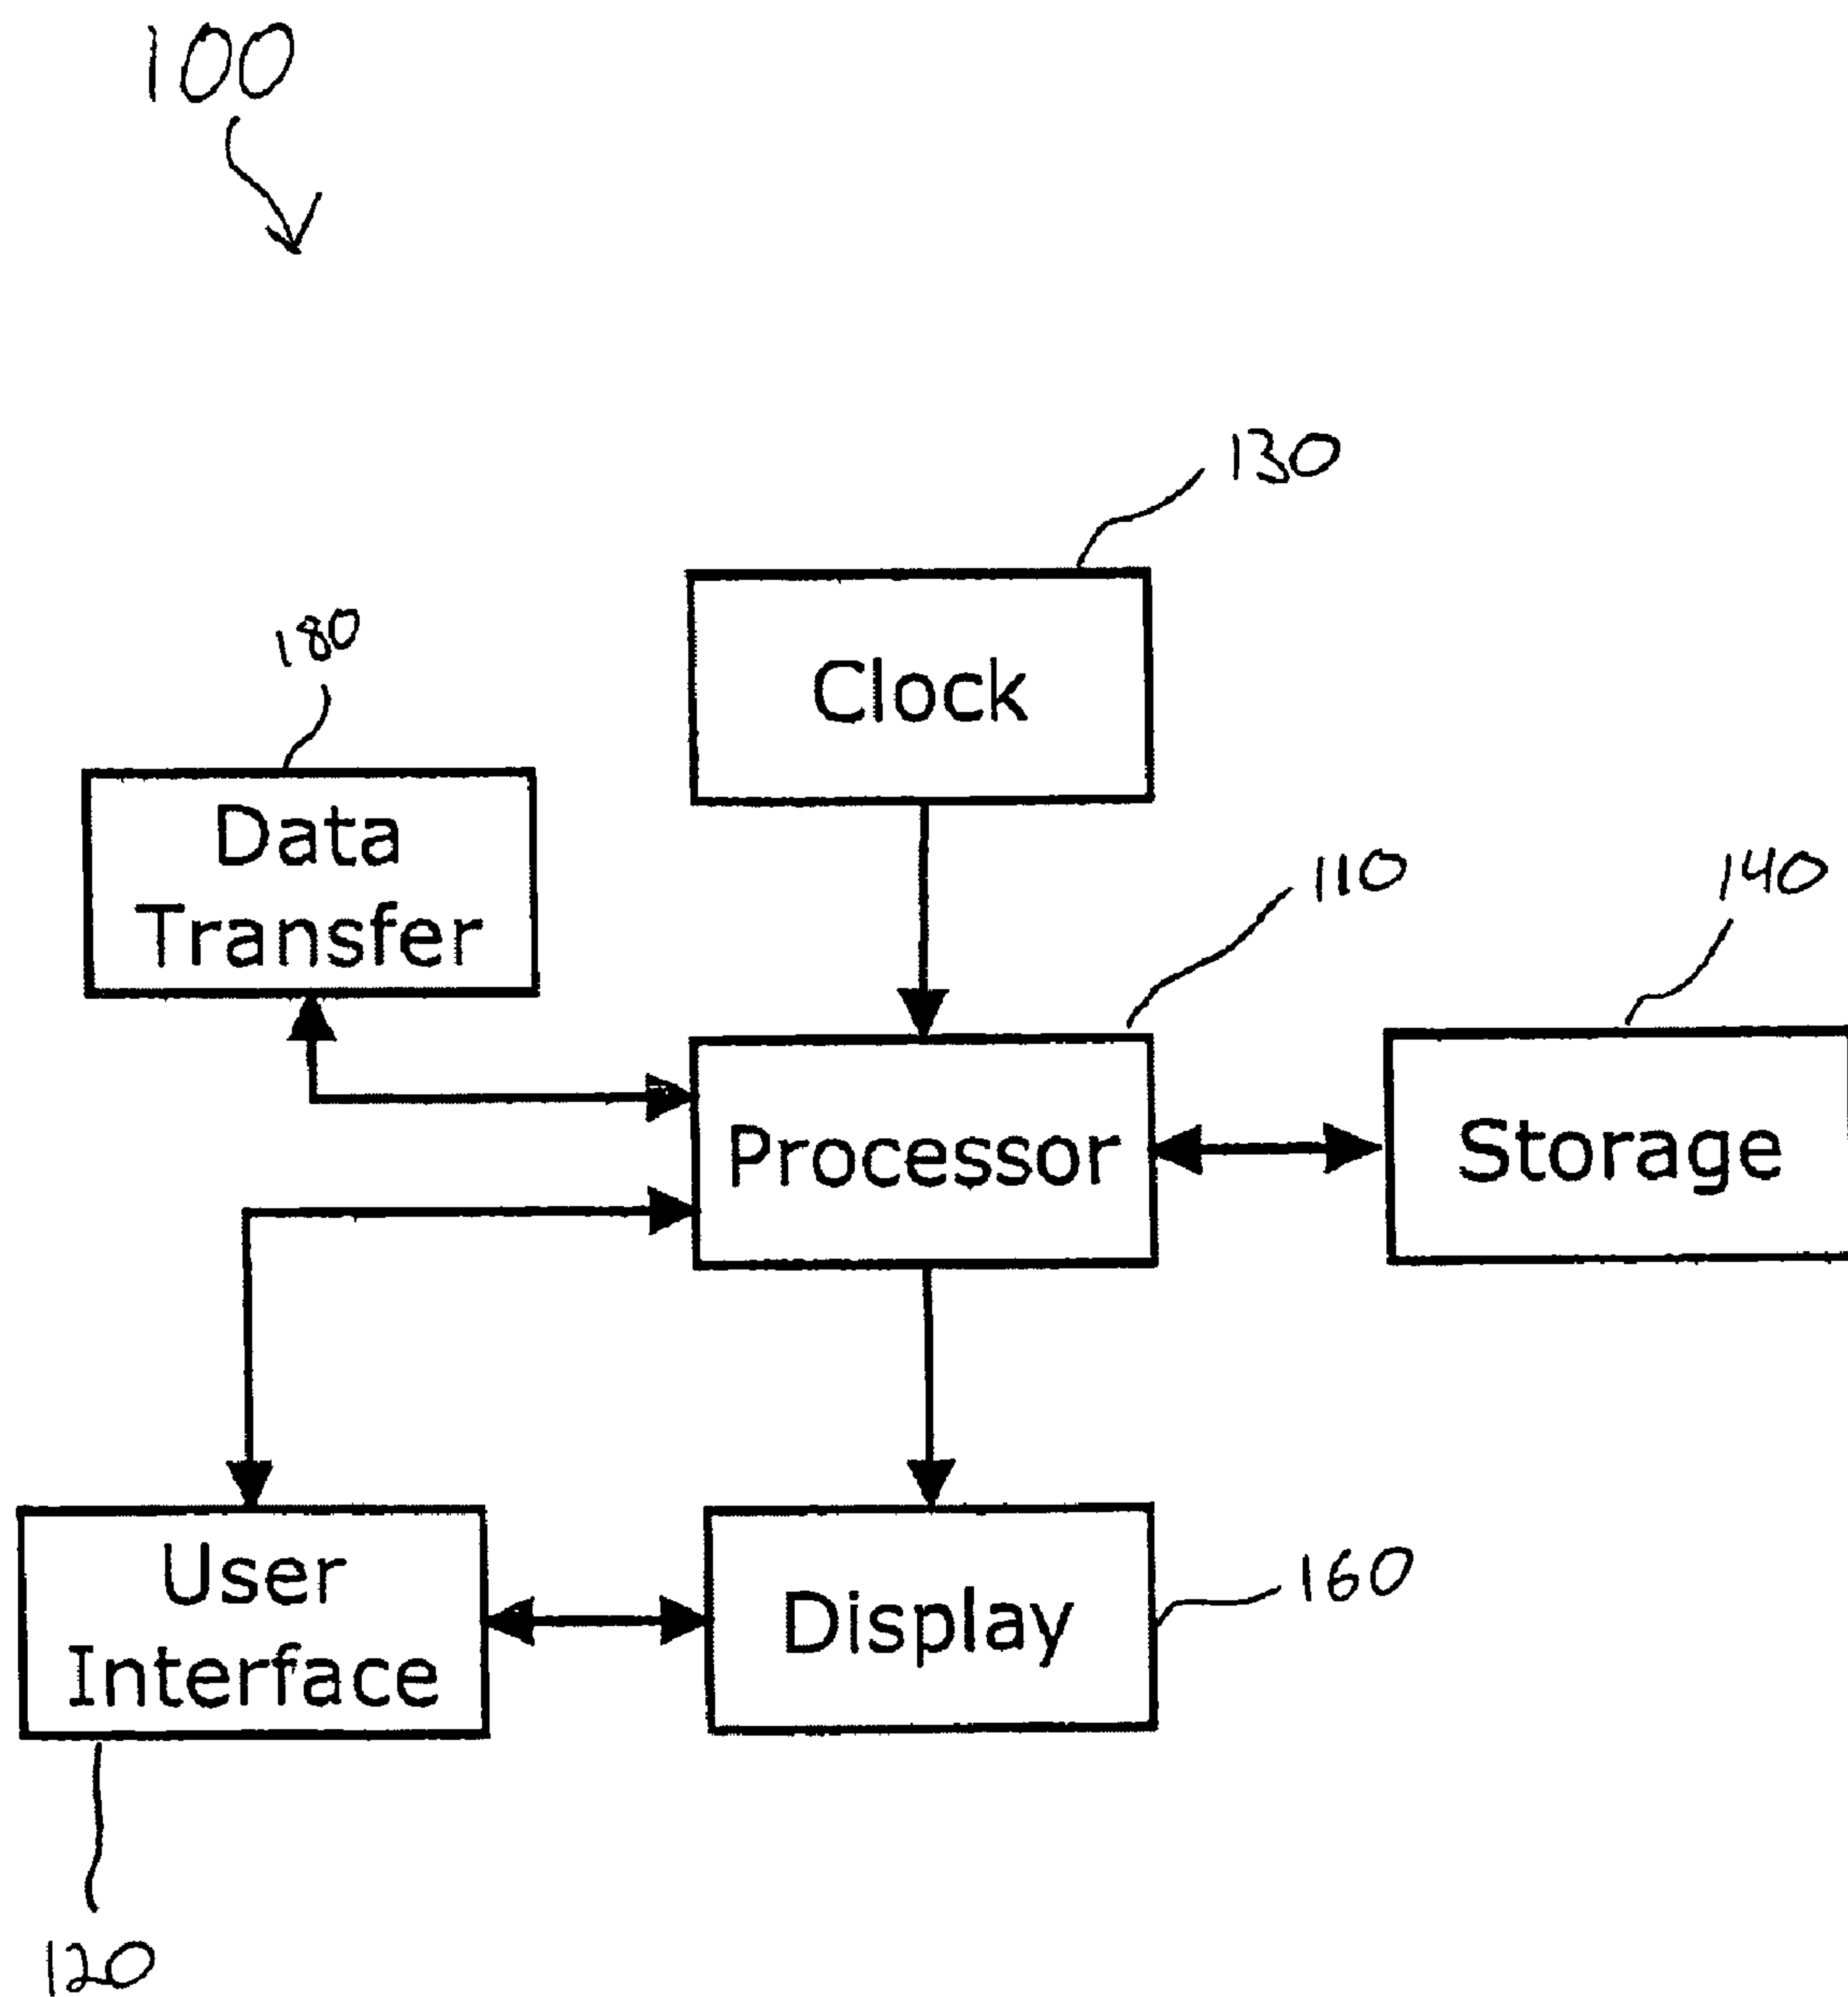 100
130
Clock
180
Data
Transfer
110
140
Processor
Storage
User
Interface
Display
160
120